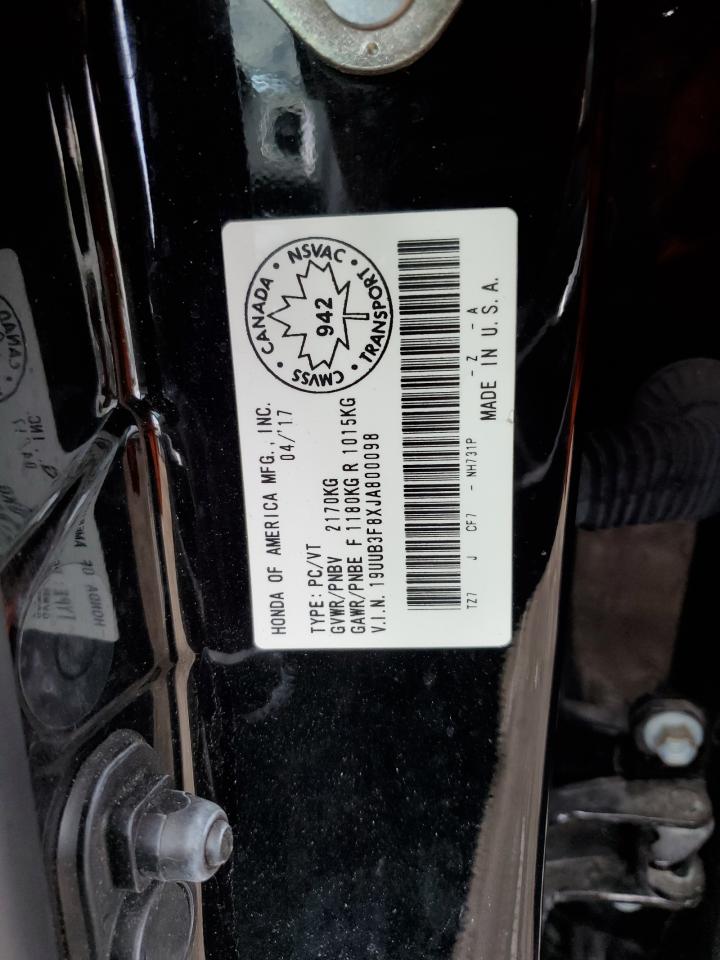 HONDA OF AMERICA MFG., INC.
04/'17
TYPE: PC/VT
GVWR/PNBV 2170KG
GAWR/PNBE F 1180KG R 1015KG
V.I.N. 19UUB3F8XJA800098
CANADA • NSVAC • TRANSPORT • CMVSS •
942
TZ7 J CF7 - NH731P - Z - A
MADE IN U.S.A.